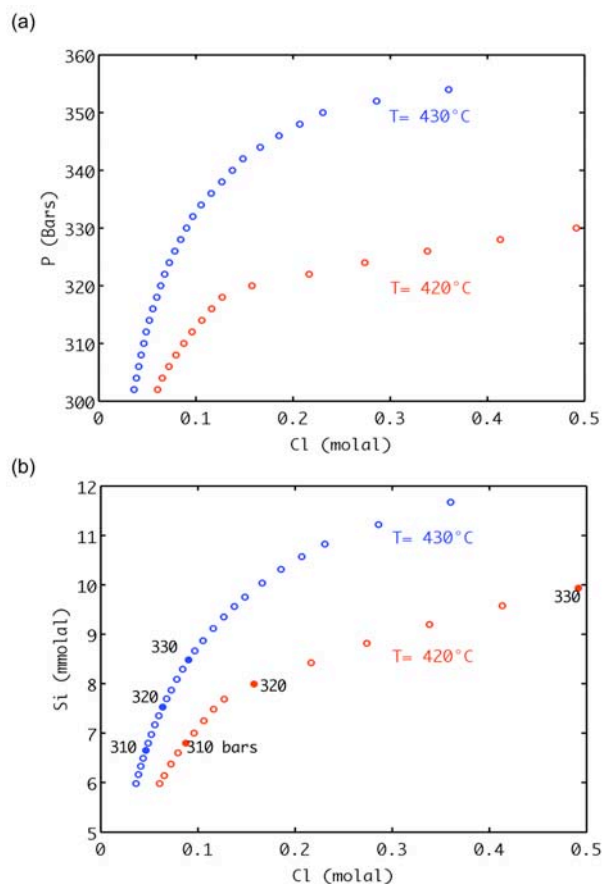 (a)
360
350
340
330
320
310
300
P (Bars)
T= 430°C
T= 420°C
0
0.1
0.2
0.3
0.4
0.5
Cl (molal)
(b)
12
11
10
9
8
7
6
5
Si (mmolal)
T= 430°C
330
330
T= 420°C
320
320
310
310 bars
0
0.1
0.2
0.3
0.4
0.5
Cl (molal)